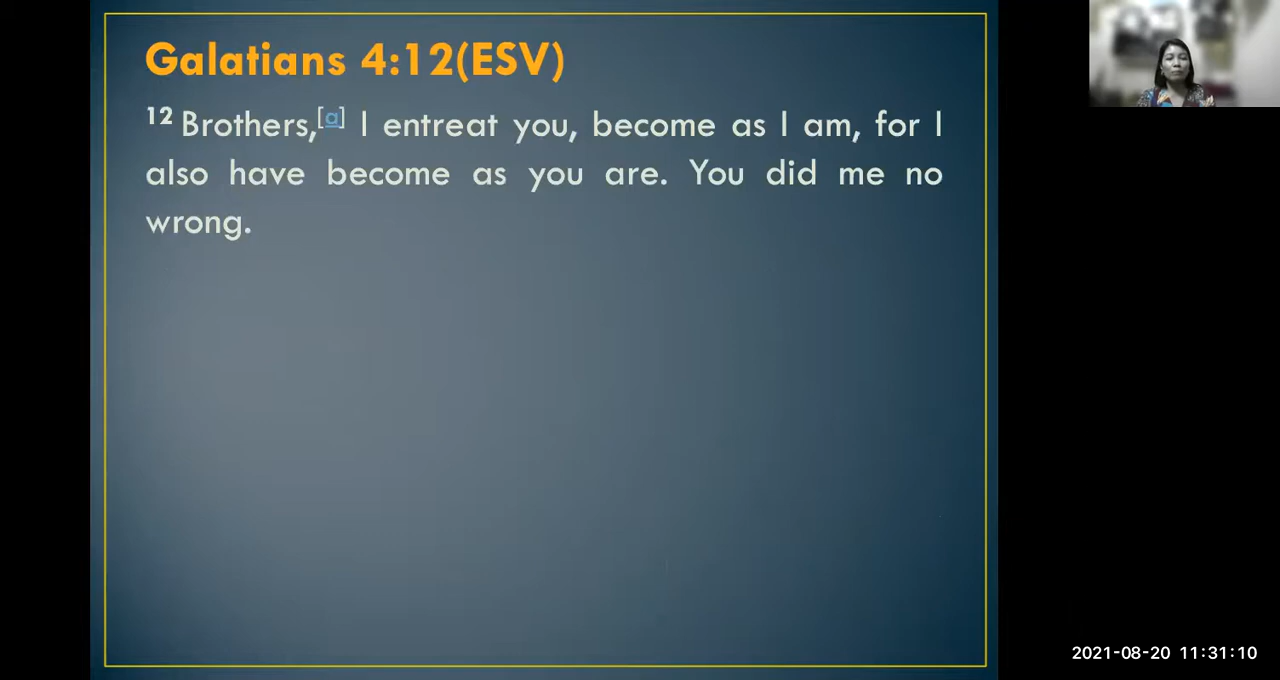 Galatians 4:12(ESV)
12 Brothers,[a] I entreat you, become as I am, for I
also have become as you are. You did me no
wrong.
2021-08-20 11:31:10